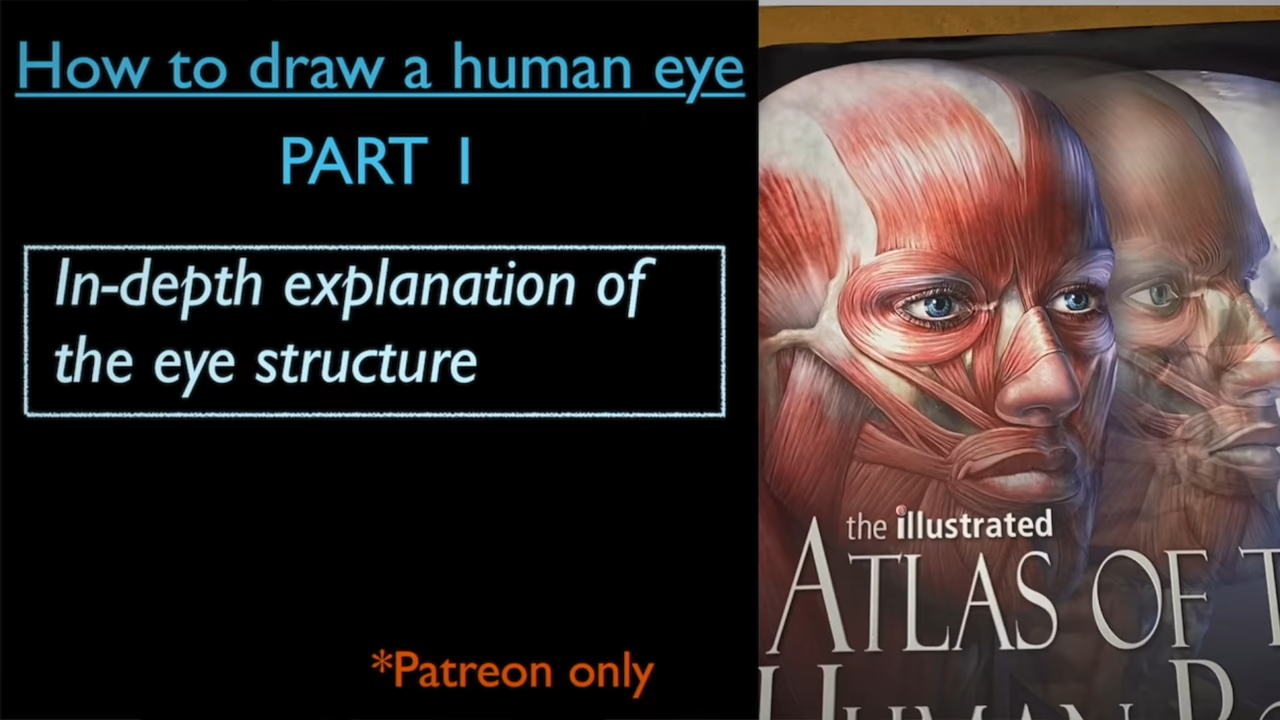 How to draw a human eye
PART 1
In-depth explanation of
the eye structure
*Patreon only
the illustrated
ATLAS OF
HUMAN